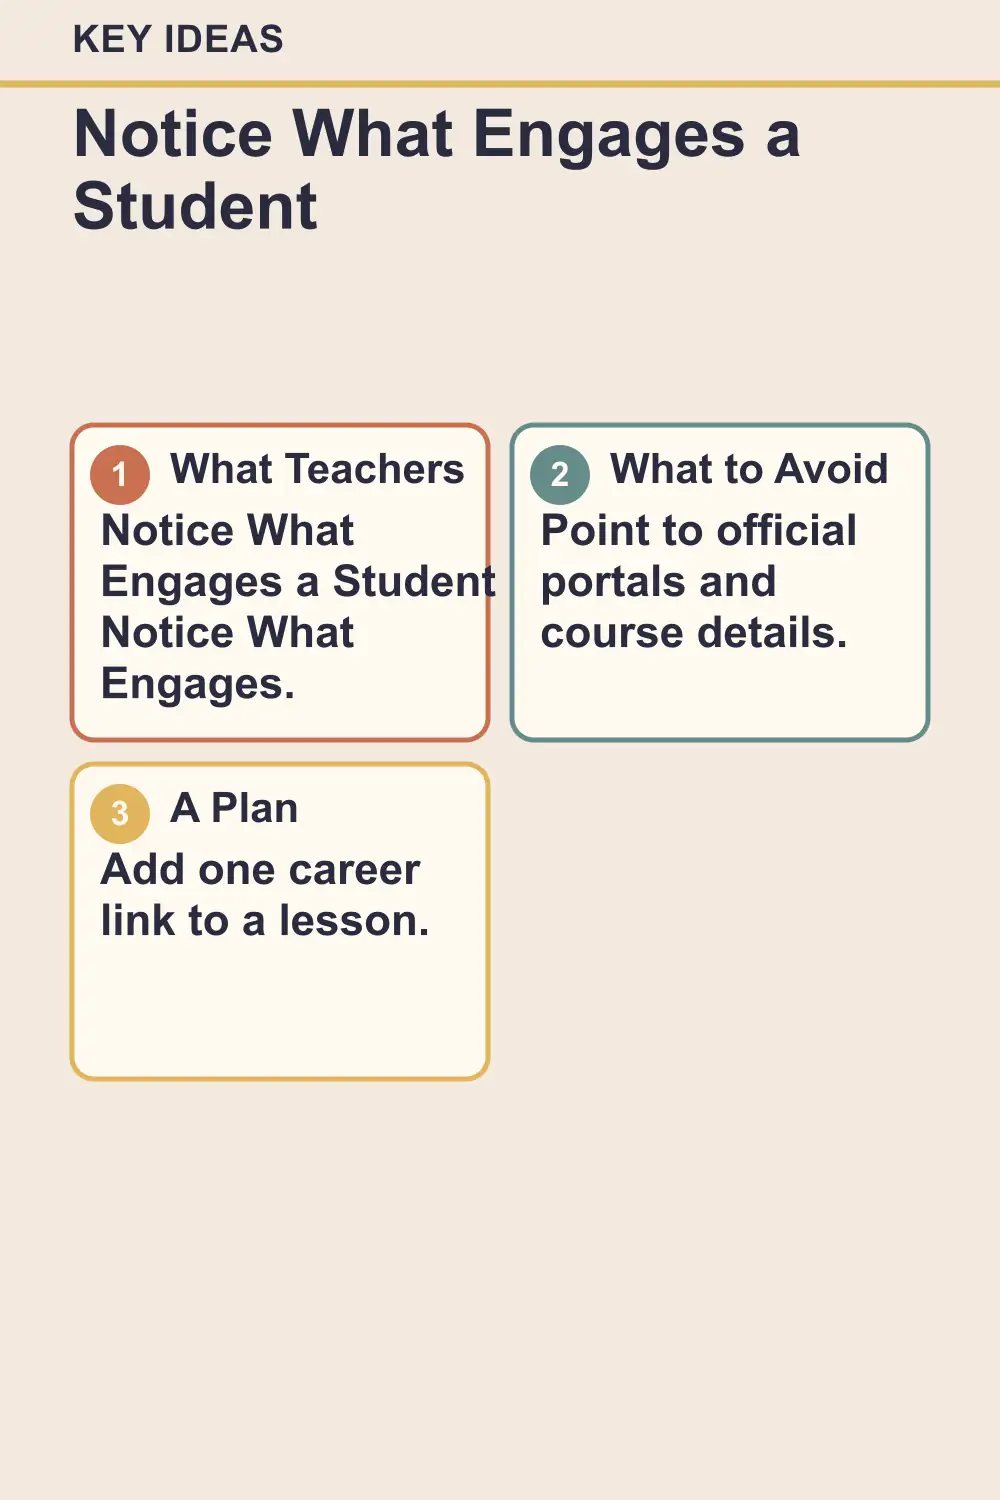 KEY IDEAS
Notice What Engages a
Student
1 What Teachers
Notice What
Engages a Student
Notice What
Engages.
2 What to Avoid
Point to official
portals and
course details.
3 A Plan
Add one career
link to a lesson.